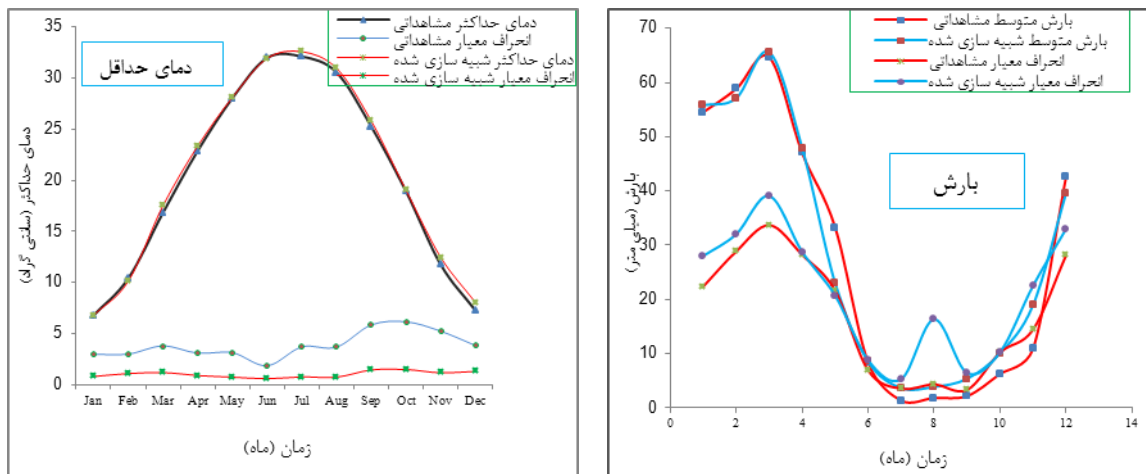 دمای حداکثر مشاهداتی
انحراف معیار مشاهداتی
دمای حداکثر شبیه سازی شده
انحراف معیار شبیه سازی شده
دمای حداقل
دمای حداکثر (سانتی گراد)
35
30
25
20
15
10
5
0
Jan Feb Mar Apr May Jun Jul Aug Sep Oct Nov Dec
زمان (ماه)
بارش متوسط مشاهداتی
بارش متوسط شبیه سازی شده
انحراف معیار مشاهداتی
انحراف معیار شبیه سازی شده
بارش
بارش (میلی متر)
70
60
50
40
30
20
10
0
0 2 4 6 8 10 12 14
زمان (ماه)